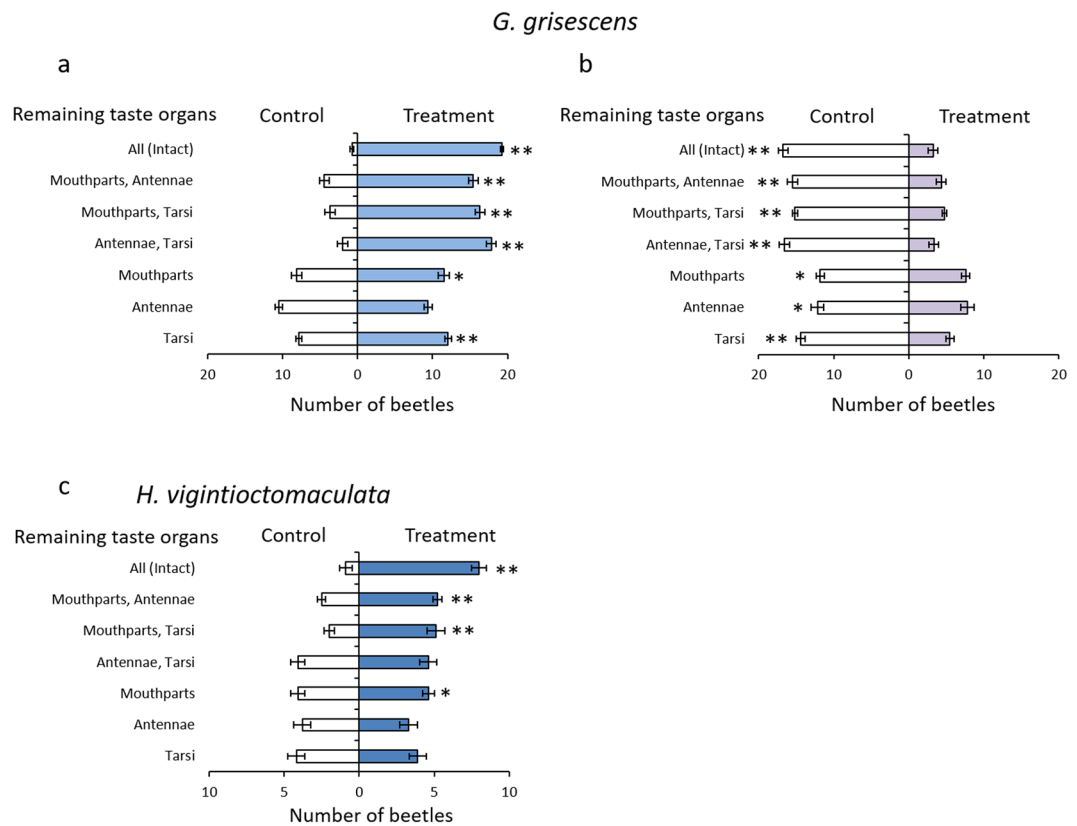 G. grisescens
a
Remaining taste organs Control Treatment
All (Intact) **
Mouthparts, Antennae **
Mouthparts, Tarsi **
Antennae, Tarsi **
Mouthparts *
Antennae
Tarsi **
20 10 0 10 20
Number of beetles
b
Remaining taste organs Control Treatment
All (Intact) **
Mouthparts, Antennae **
Mouthparts, Tarsi **
Antennae, Tarsi **
Mouthparts *
Antennae *
Tarsi **
20 10 0 10 20
Number of beetles
c
H. vigintioctomaculata
Remaining taste organs Control Treatment
All (Intact) **
Mouthparts, Antennae **
Mouthparts, Tarsi **
Antennae, Tarsi
Mouthparts *
Antennae
Tarsi
10 5 0 5 10
Number of beetles